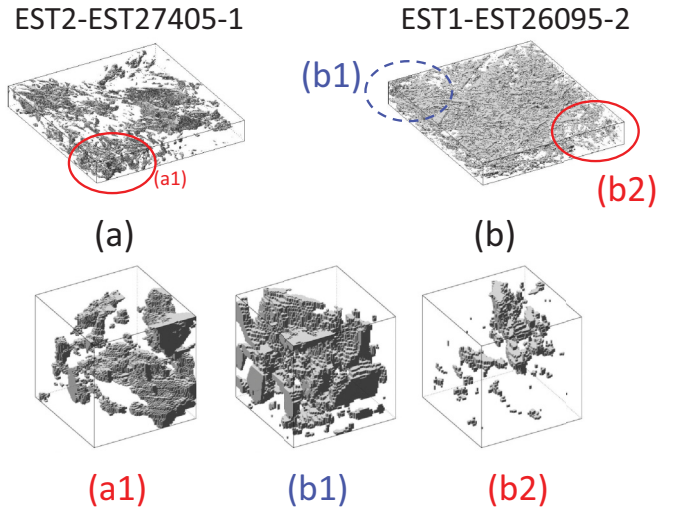 EST2-EST27405-1
EST1-EST26095-2
(b1)
(a1)
(b2)
(a)
(b)
(a1)
(b1)
(b2)